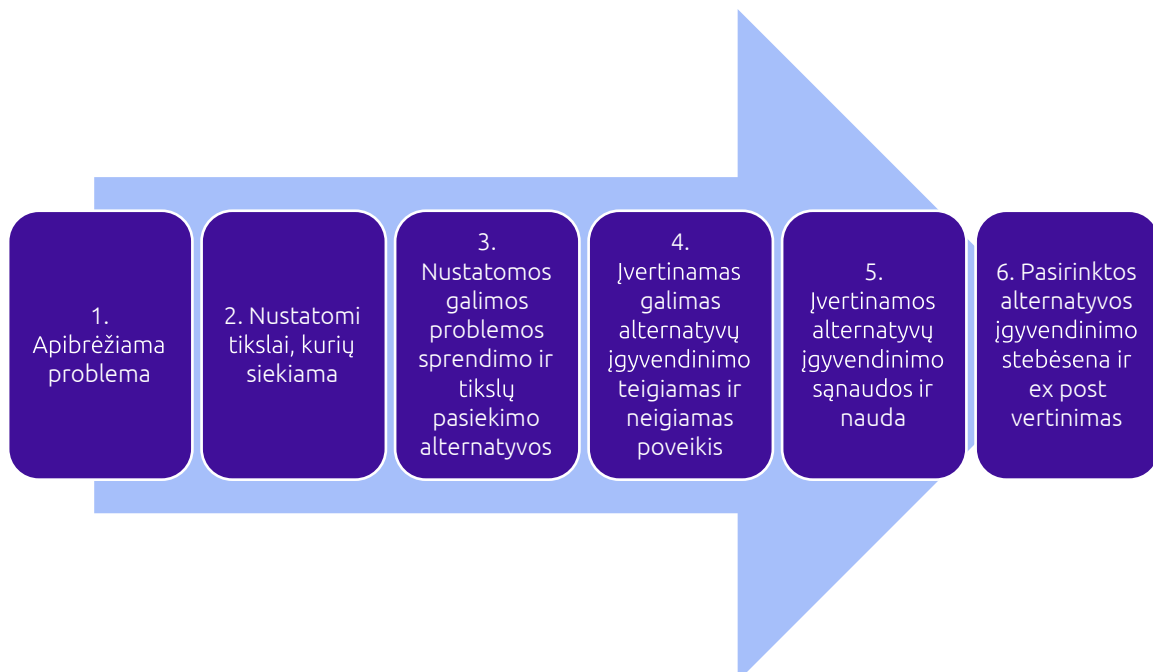 1.
Apibrėžiama
problema
2. Nustatomi
tikslai, kurių
siekiama
3.
Nustatomos
galimos
problemos
sprendimo ir
tikslų
pasiekimo
alternatyvos
4.
Įvertinamas
galimas
alternatyvų
įgyvendinimo
teigiamas ir
neigiamas
poveikis
5.
Įvertinamos
alternatyvų
įgyvendinimo
sąnaudos ir
nauda
6. Pasirinktos
alternatyvos
įgyvendinimo
stebėsena ir
ex post
vertinimas